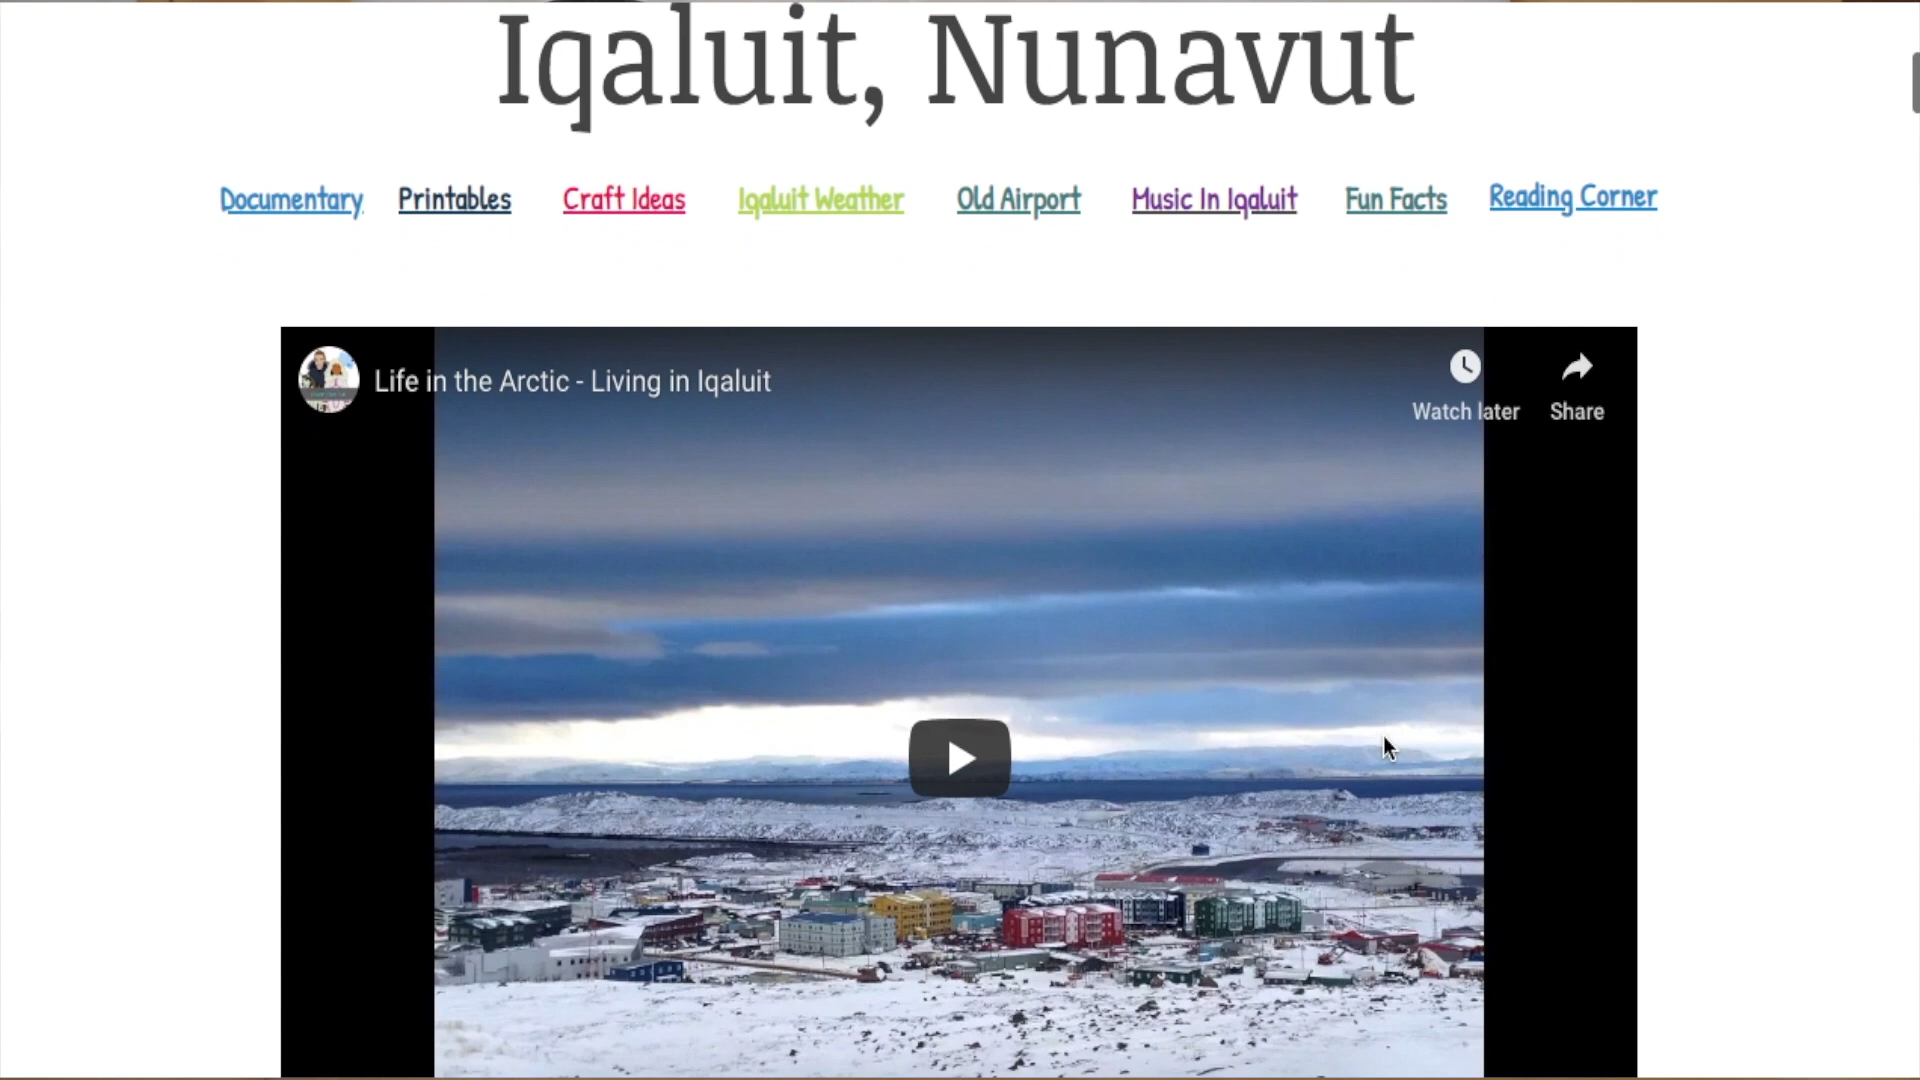 Iqaluit, Nunavut
Documentary Printables Craft Ideas Iqaluit Weather Old Airport Music In Iqaluit Fun Facts Reading Corner
Life in the Arctic - Living in Iqaluit
Watch later Share